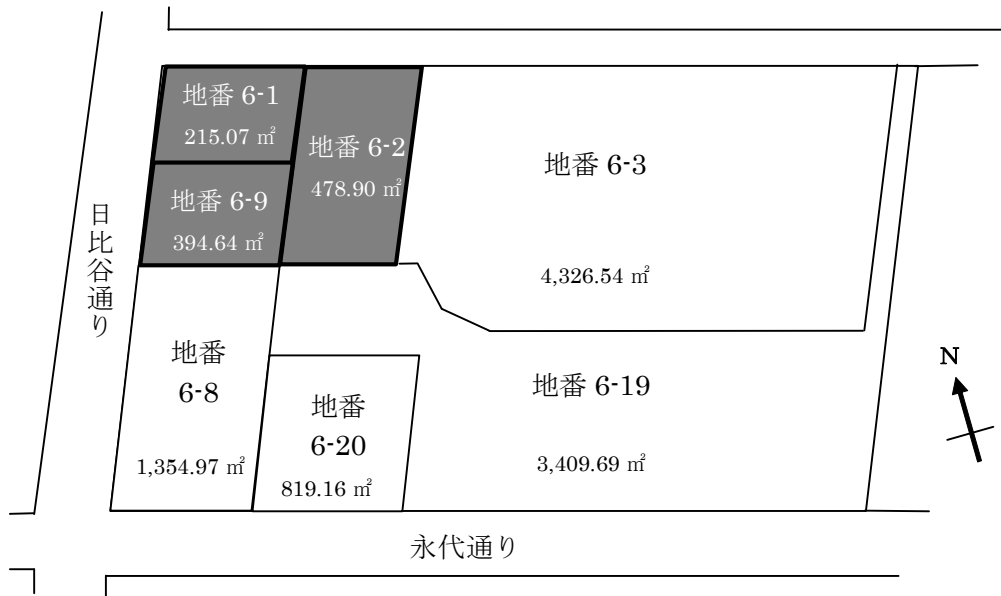 地番 6-1
215.07 ㎡
地番 6-2
478.90 ㎡
地番 6-3
4,326.54 ㎡
地番 6-9
394.64 ㎡
日比谷通り
地番
6-8
1,354.97 ㎡
地番
6-20
819.16 ㎡
地番 6-19
3,409.69 ㎡
N
永代通り